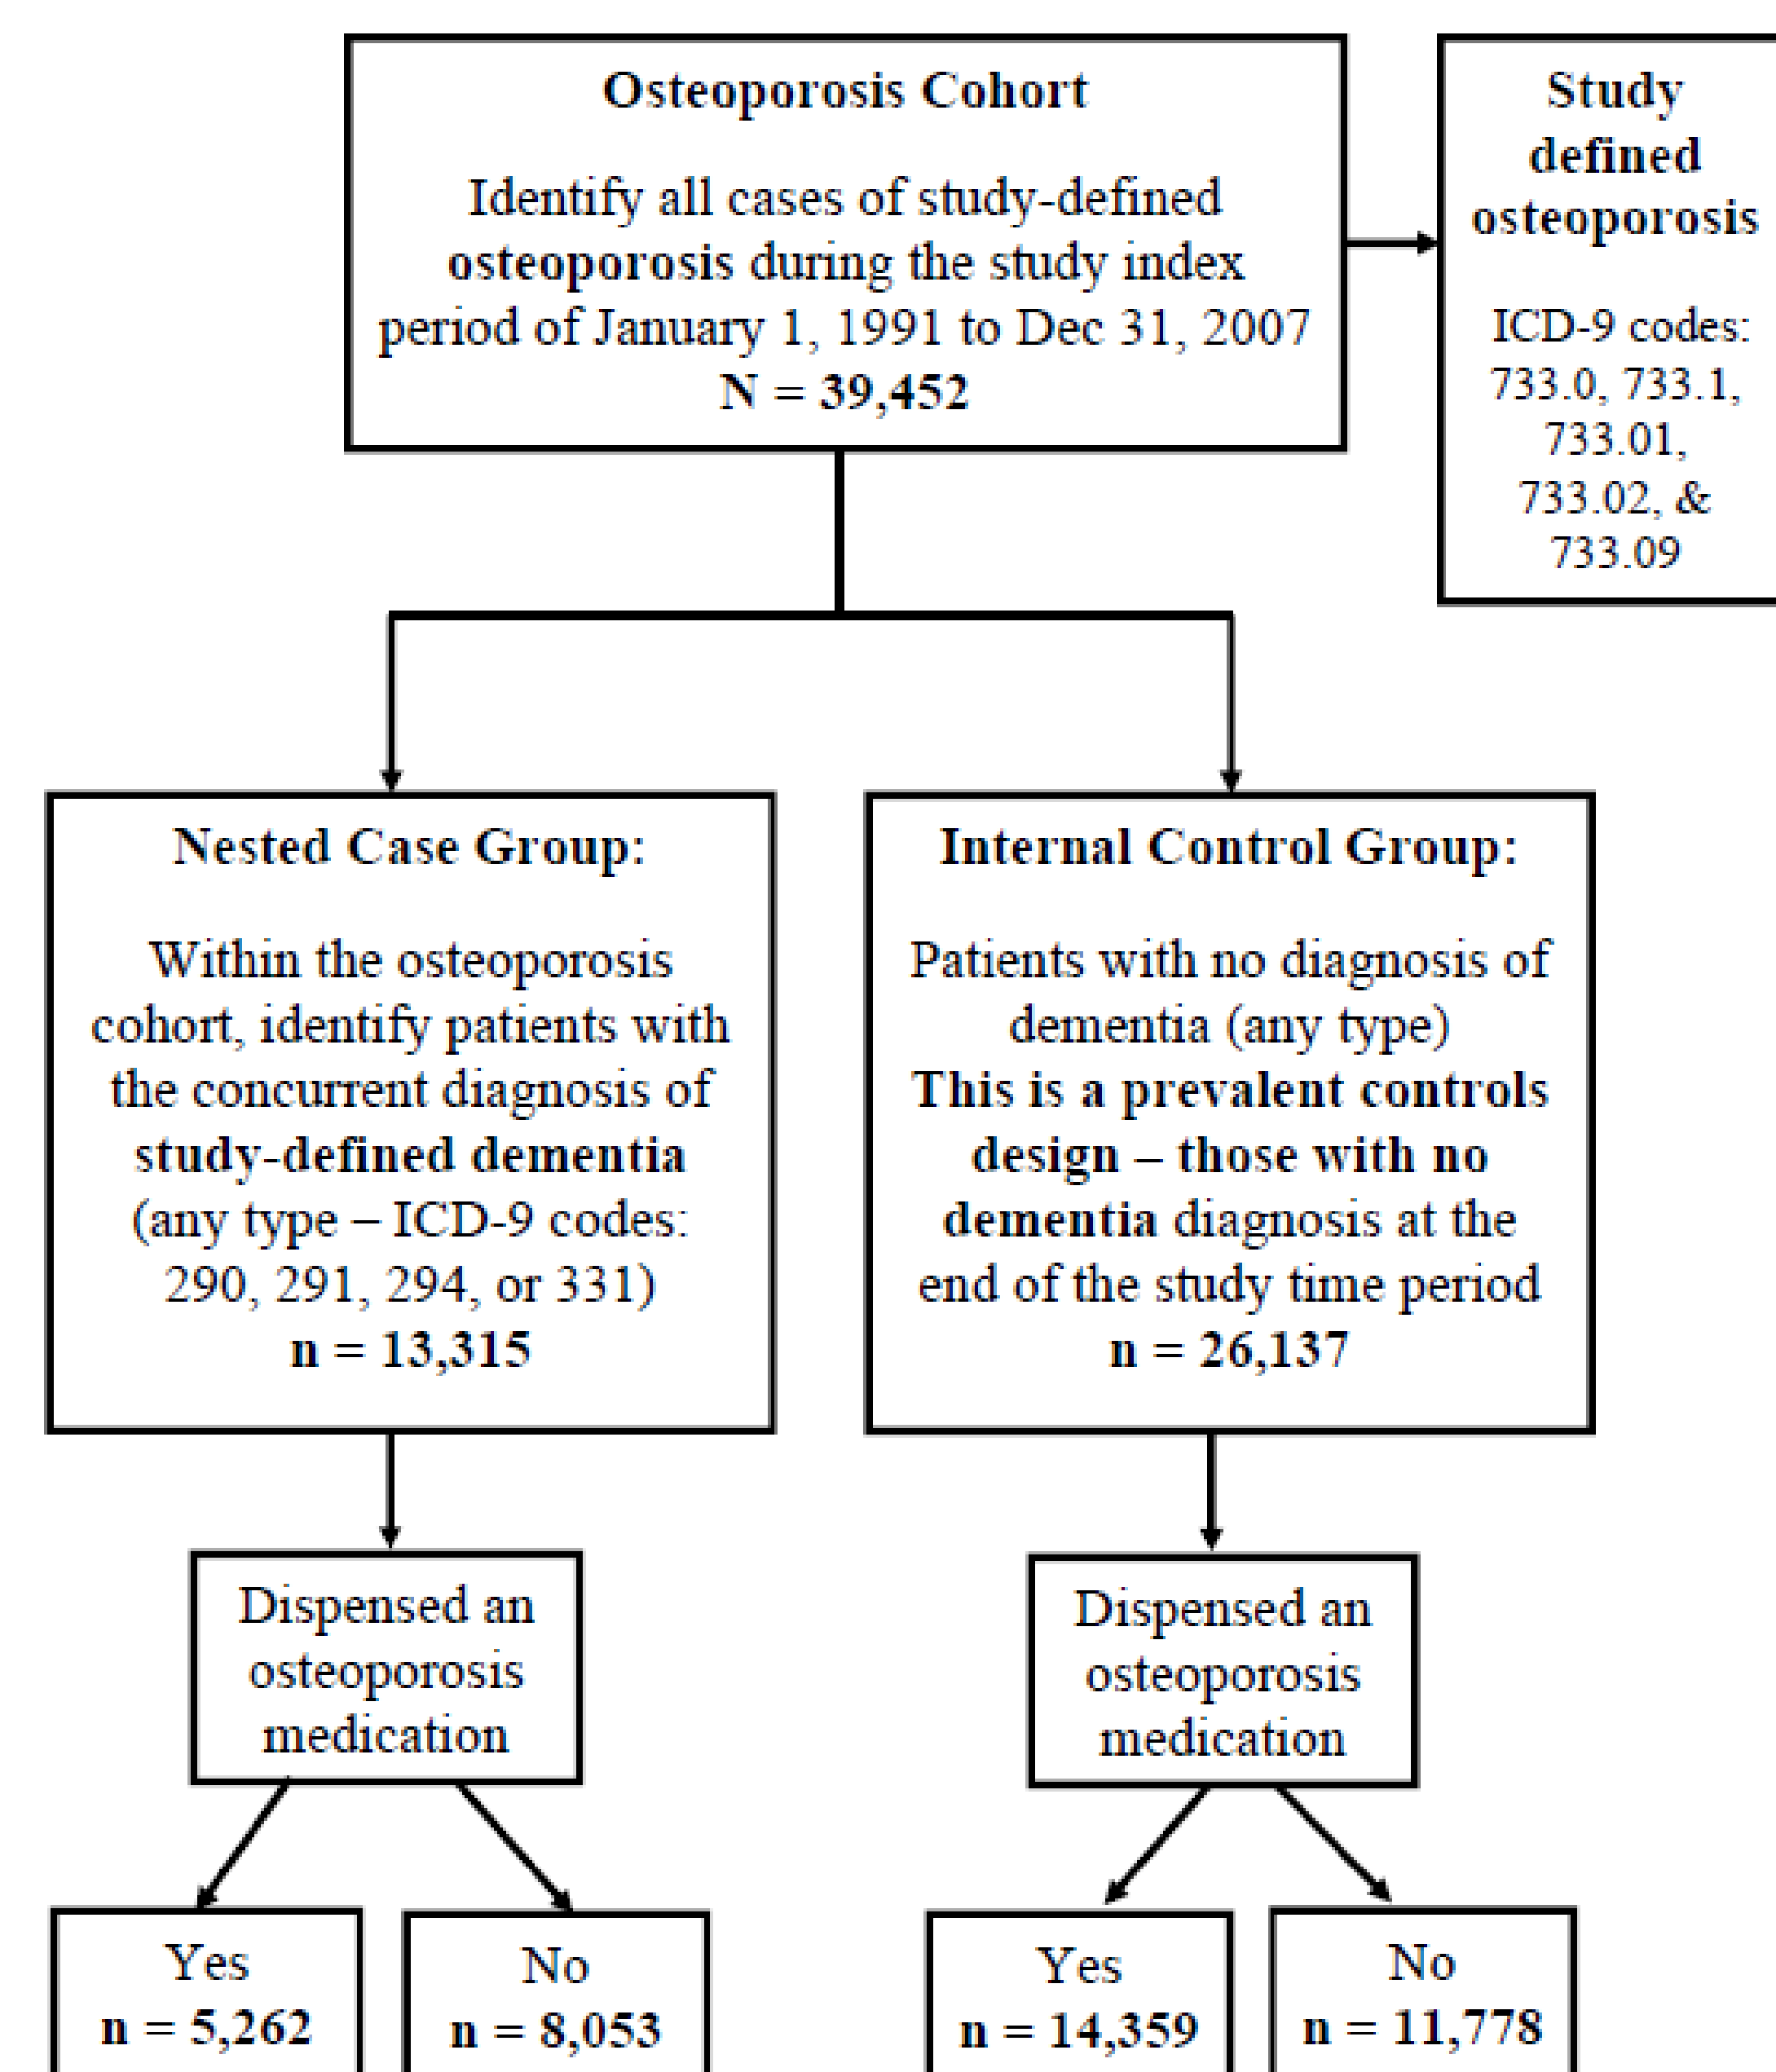 Osteoporosis Cohort
Identify all cases of study-defined
osteoporosis during the study index
period of January 1, 1991 to Dec 31, 2007
N = 39,452
Study
defined
osteoporosis
ICD-9 codes:
733.0, 733.1,
733.01,
733.02, &
733.09
Nested Case Group:
Within the osteoporosis
cohort, identify patients with
the concurrent diagnosis of
study-defined dementia
(any type – ICD-9 codes:
290, 291, 294, or 331)
n = 13,315
Internal Control Group:
Patients with no diagnosis of
dementia (any type)
This is a prevalent controls
design – those with no
dementia diagnosis at the
end of the study time period
n = 26,137
Dispensed an
osteoporosis
medication
Dispensed an
osteoporosis
medication
Yes
n = 5,262
No
n = 8,053
Yes
n = 14,359
No
n = 11,778